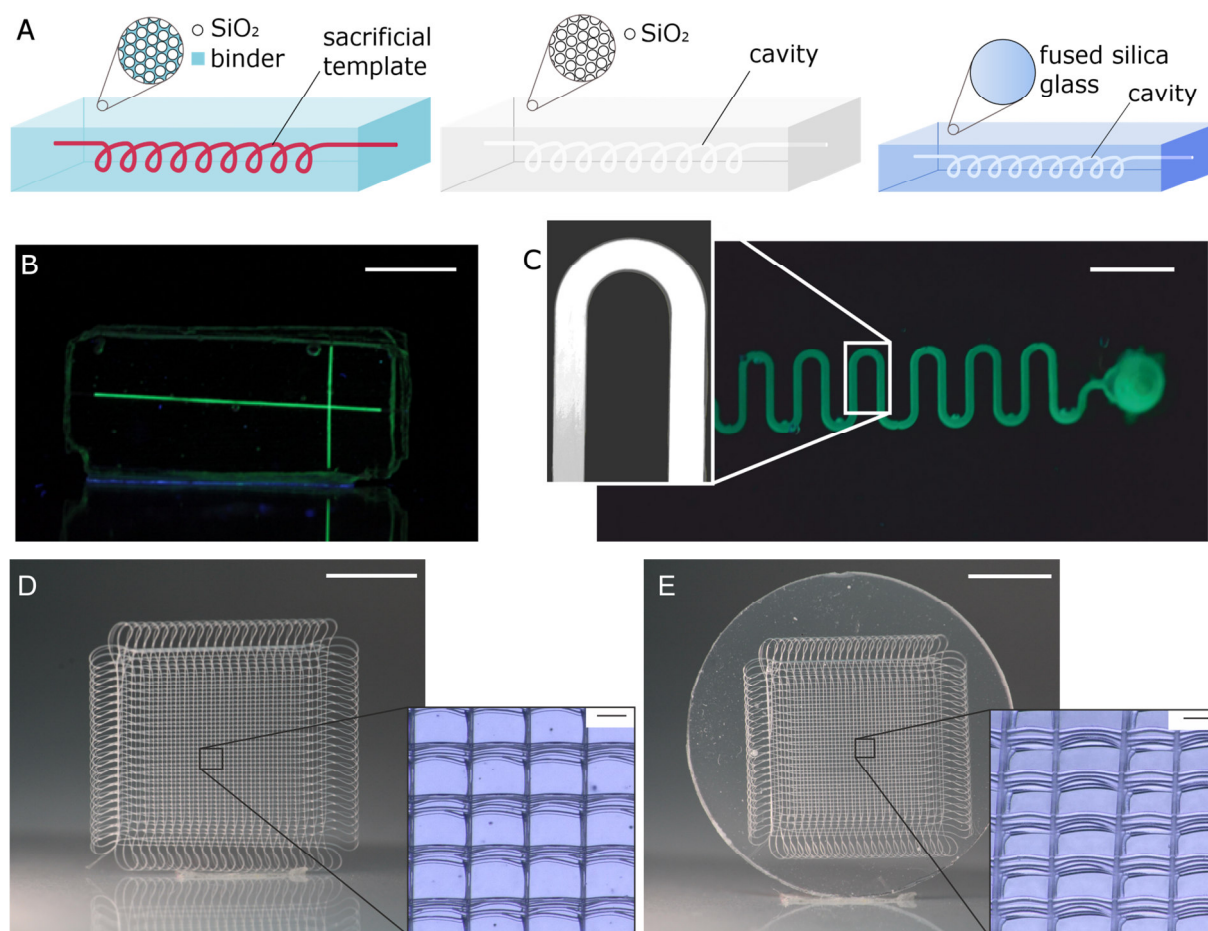 A
SiO₂
binder
sacrificial
template
SiO₂
cavity
fused silica
glass
cavity
B
C
D
E